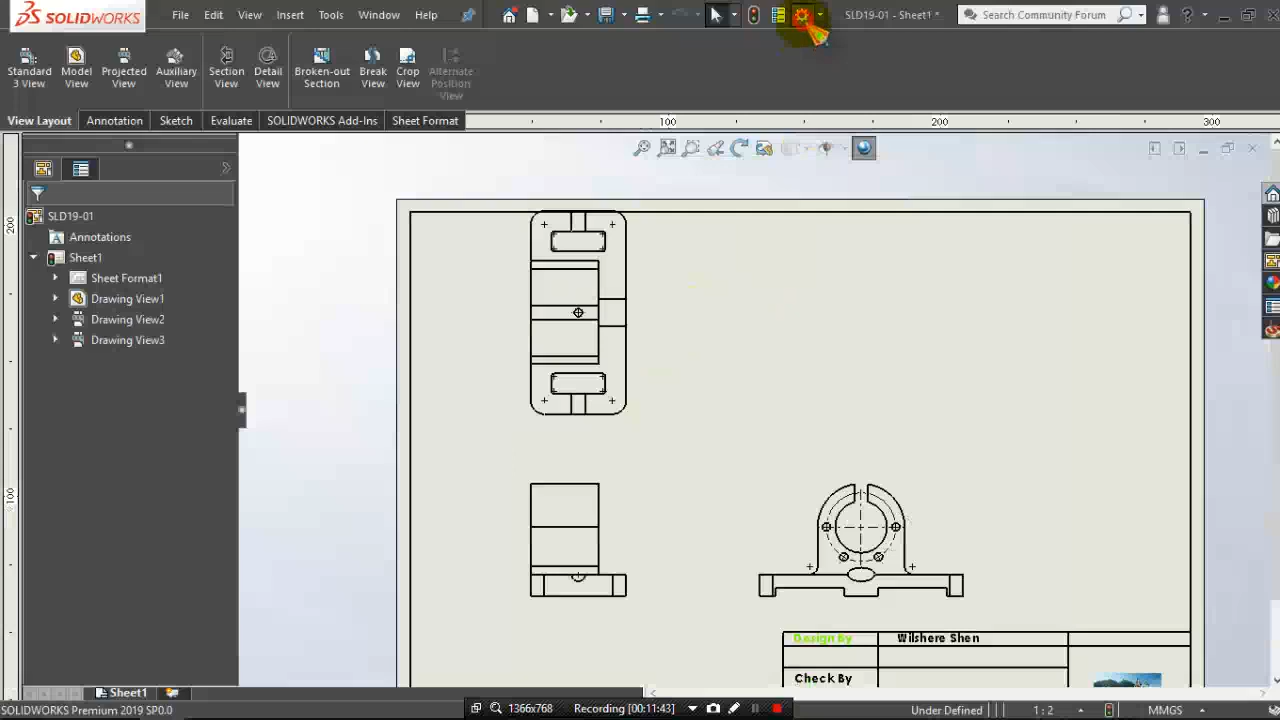 SOLIDWORKS File Edit View Insert Tools Window Help SLD19-01 - Sheet1 * Search Community Forum ?
Standard 3 View
Model View
Projected View
Auxiliary View
Section View
Detail View
Broken-out Section
Break View
Crop View
Alternate Position View
View Layout Annotation Sketch Evaluate SOLIDWORKS Add-Ins Sheet Format
100 200 300
200
100
SLD19-01
Annotations
Sheet1
Sheet Format1
Drawing View1
Drawing View2
Drawing View3
Design By Wilshere Shen
Check By
Sheet1
SOLIDWORKS Premium 2019 SP0.0 1366x768 Recording [00:11:43] Under Defined 1 : 2 MMGS